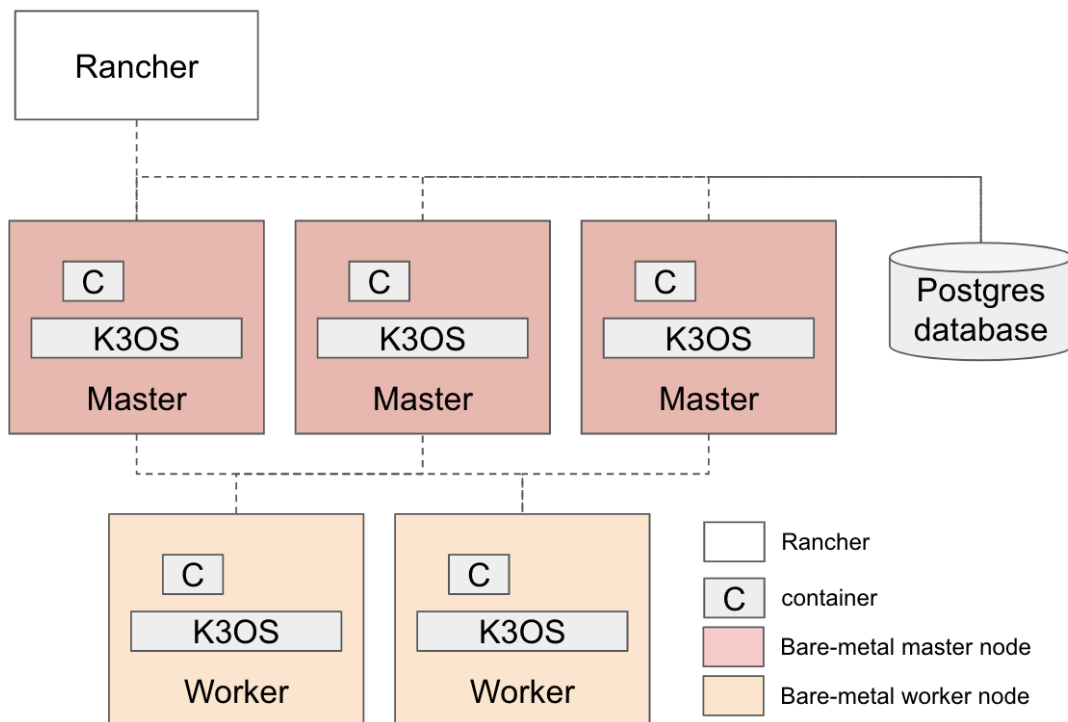 Rancher
C
C
C
K3OS
K3OS
K3OS
Postgres
database
Master
Master
Master
C
C
K3OS
K3OS
Worker
Worker
Rancher
C
container
Bare-metal master node
Bare-metal worker node